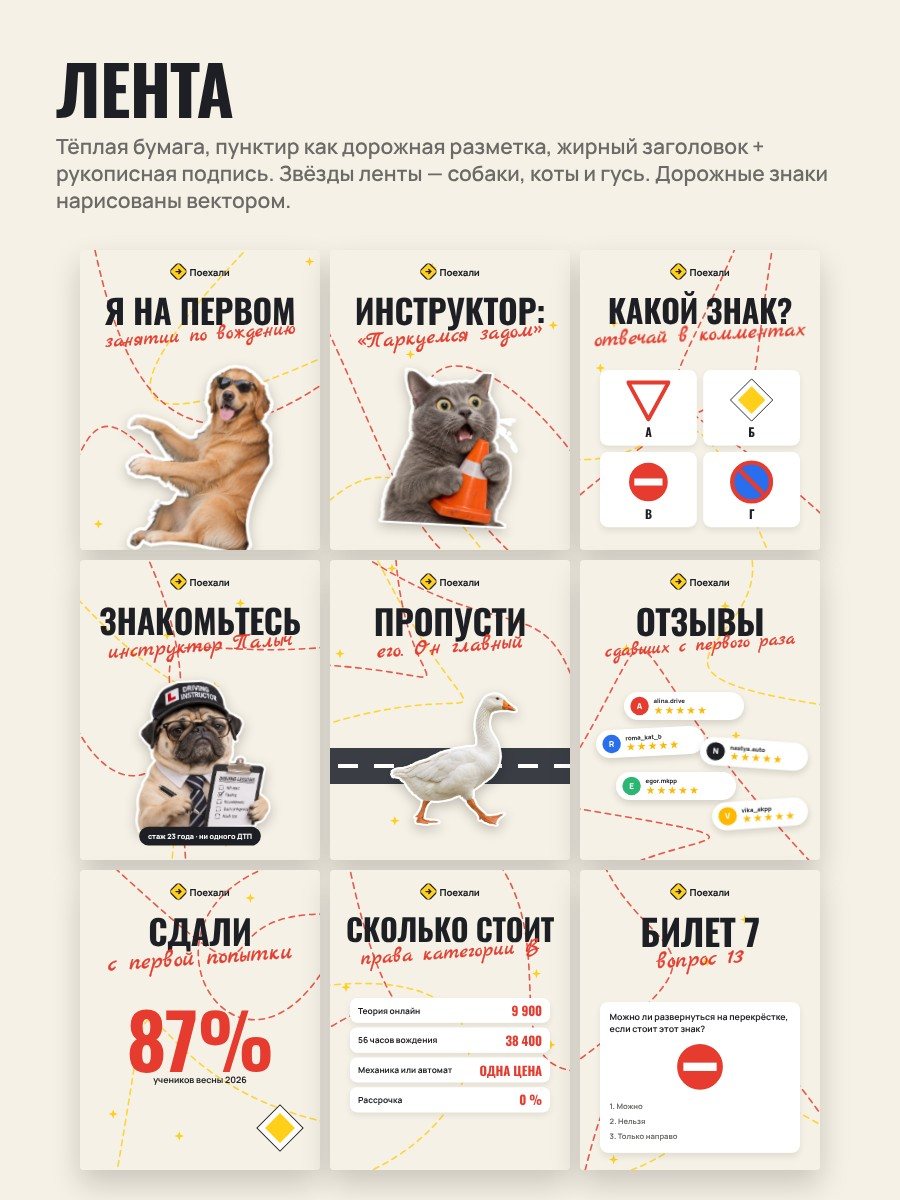 ЛЕНТА
Тёплая бумага, пунктир как дорожная разметка, жирный заголовок +
рукописная подпись. Звёзды ленты — собаки, коты и гусь. Дорожные знаки
нарисованы вектором.
Поехали
Я НА ПЕРВОМ
занятии по вождению
Поехали
ИНСТРУКТОР:
«Паркуемся задом»
Поехали
КАКОЙ ЗНАК?
отвечай в комментах
А
Б
В
Г
Поехали
ЗНАКОМЬТЕСЬ
инструктор Палыч
L DRIVING
INSTRUCTOR
стаж 23 года · ни одного ДТП
Поехали
ПРОПУСТИ
его. Он главный
Поехали
ОТЗЫВЫ
сдавших с первого раза
A alina.drive
★★★★★
R roma_kat_b
★★★★★
N nastya.auto
★★★★★
E egor.mkpp
★★★★★
V vika_akpp
★★★★★
Поехали
СДАЛИ
с первой попытки
87%
учеников весны 2026
Поехали
СКОЛЬКО СТОИТ
права категории В
Теория онлайн 9 900
56 часов вождения 38 400
Механика или автомат ОДНА ЦЕНА
Рассрочка 0 %
Поехали
БИЛЕТ 7
вопрос 13
Можно ли развернуться на перекрёстке,
если стоит этот знак?
1. Можно
2. Нельзя
3. Только направо